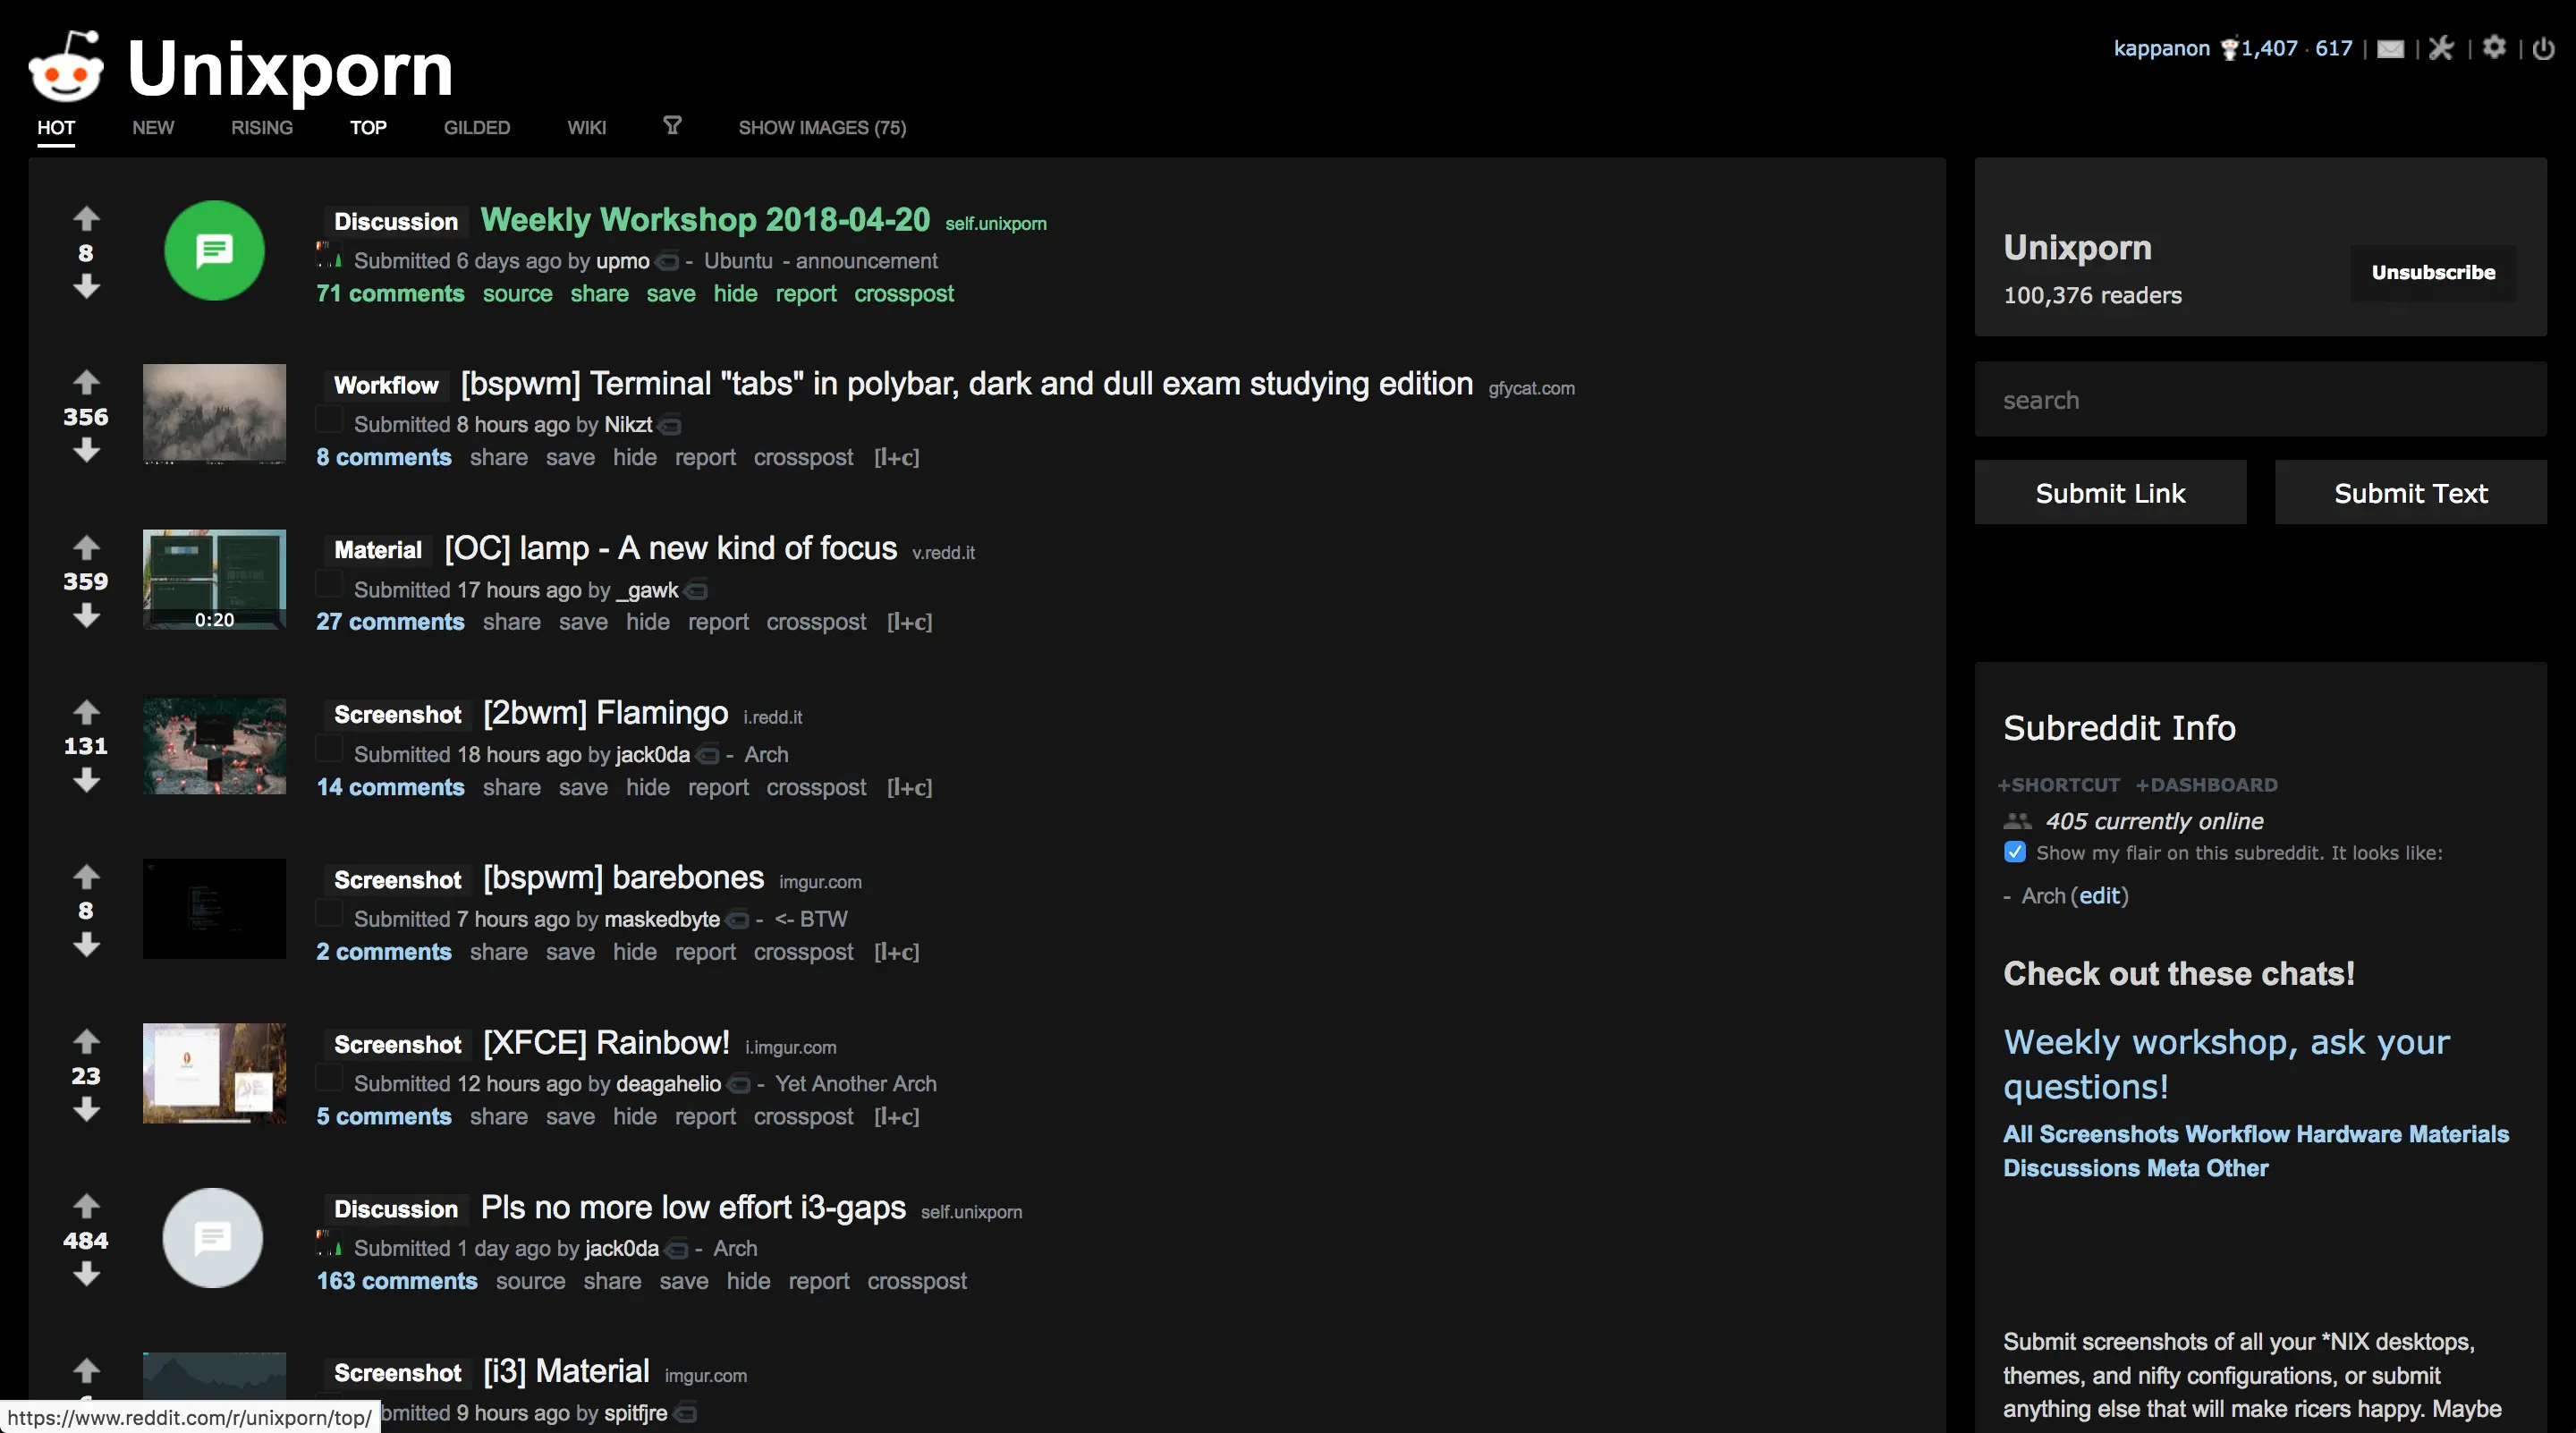 Unixporn
kappanon 1,407 · 617 | | | |
HOT NEW RISING TOP GILDED WIKI SHOW IMAGES (75)
8
Discussion Weekly Workshop 2018-04-20 self.unixporn
Submitted 6 days ago by upmo - Ubuntu - announcement
71 comments source share save hide report crosspost
356
Workflow [bspwm] Terminal "tabs" in polybar, dark and dull exam studying edition gfycat.com
Submitted 8 hours ago by Nikzt
8 comments share save hide report crosspost [l+c]
359
0:20
Material [OC] lamp - A new kind of focus v.redd.it
Submitted 17 hours ago by _gawk
27 comments share save hide report crosspost [l+c]
131
Screenshot [2bwm] Flamingo i.redd.it
Submitted 18 hours ago by jack0da - Arch
14 comments share save hide report crosspost [l+c]
8
Screenshot [bspwm] barebones imgur.com
Submitted 7 hours ago by maskedbyte - <- BTW
2 comments share save hide report crosspost [l+c]
23
Screenshot [XFCE] Rainbow! i.imgur.com
Submitted 12 hours ago by deagahelio - Yet Another Arch
5 comments share save hide report crosspost [l+c]
484
Discussion Pls no more low effort i3-gaps self.unixporn
Submitted 1 day ago by jack0da - Arch
163 comments source share save hide report crosspost
Screenshot [i3] Material imgur.com
bmitted 9 hours ago by spitfjre
https://www.reddit.com/r/unixporn/top/
Unixporn
100,376 readers
Unsubscribe
search
Submit Link Submit Text
Subreddit Info
+SHORTCUT +DASHBOARD
405 currently online
Show my flair on this subreddit. It looks like:
- Arch (edit)
Check out these chats!
Weekly workshop, ask your
questions!
All Screenshots Workflow Hardware Materials
Discussions Meta Other
Submit screenshots of all your *NIX desktops,
themes, and nifty configurations, or submit
anything else that will make ricers happy. Maybe